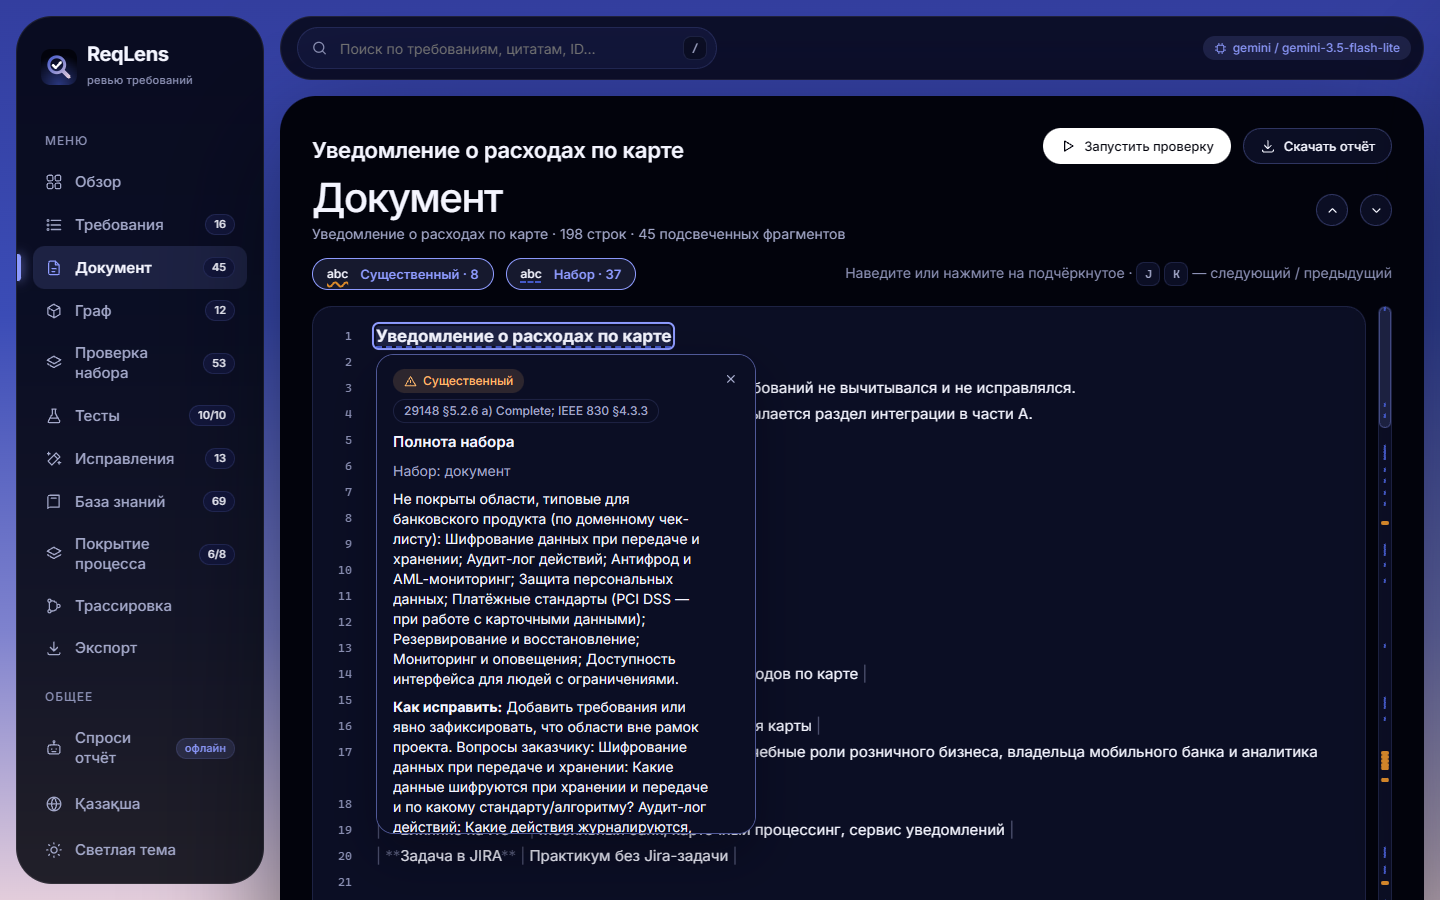 ReqLens
ревью требований
МЕНЮ
Обзор
Требования 16
Документ 45
Граф 12
Проверка
набора 53
Тесты 10/10
Исправления 13
База знаний 69
Покрытие
процесса 6/8
Трассировка
Экспорт
ОБЩЕЕ
Спроси
отчёт офлайн
Қазақша
Светлая тема
Поиск по требованиям, цитатам, ID... /
gemini / gemini-3.5-flash-lite
Уведомление о расходах по карте
Запустить проверку Скачать отчёт
Документ
Уведомление о расходах по карте · 198 строк · 45 подсвеченных фрагментов
abc Существенный · 8 abc Набор · 37
Наведите или нажмите на подчёркнутое · J K — следующий / предыдущий
1 Уведомление о расходах по карте
2
3 бований не вычитывался и не исправлялся.
4 ылается раздел интеграции в части А.
5
6
7
8
9
10
11
12
13
14 одов по карте |
15
16 я карты |
17 чебные роли розничного бизнеса, владельца мобильного банка и аналитика
18
19 процессинг, сервис уведомлений |
20 | **Задача в JIRA** | Практикум без Jira-задачи |
21
Существенный
29148 §5.2.6 a) Complete; IEEE 830 §4.3.3
Полнота набора
Набор: документ
Не покрыты области, типовые для
банковского продукта (по доменному чек-
листу): Шифрование данных при передаче и
хранении; Аудит-лог действий; Антифрод и
AML-мониторинг; Защита персональных
данных; Платёжные стандарты (PCI DSS —
при работе с карточными данными);
Резервирование и восстановление;
Мониторинг и оповещения; Доступность
интерфейса для людей с ограничениями.
Как исправить: Добавить требования или
явно зафиксировать, что области вне рамок
проекта. Вопросы заказчику: Шифрование
данных при передаче и хранении: Какие
данные шифруются при хранении и передаче
и по какому стандарту/алгоритму? Аудит-лог
действий: Какие действия журналируются,